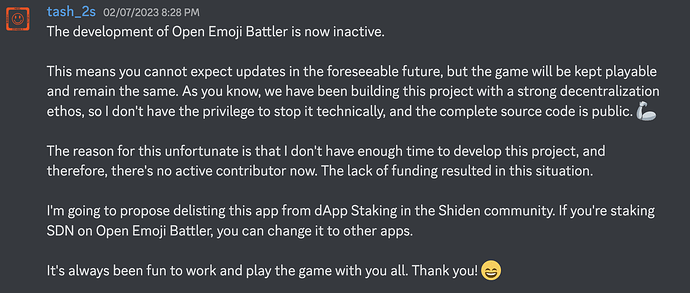 tash_2s 02/07/2023 8:28 PM
The development of Open Emoji Battler is now inactive.
This means you cannot expect updates in the foreseeable future, but the game will be kept playable
and remain the same. As you know, we have been building this project with a strong decentralization
ethos, so I don't have the privilege to stop it technically, and the complete source code is public. 🦾
The reason for this unfortunate is that I don't have enough time to develop this project, and
therefore, there's no active contributor now. The lack of funding resulted in this situation.
I'm going to propose delisting this app from dApp Staking in the Shiden community. If you're staking
SDN on Open Emoji Battler, you can change it to other apps.
It's always been fun to work and play the game with you all. Thank you! 😄